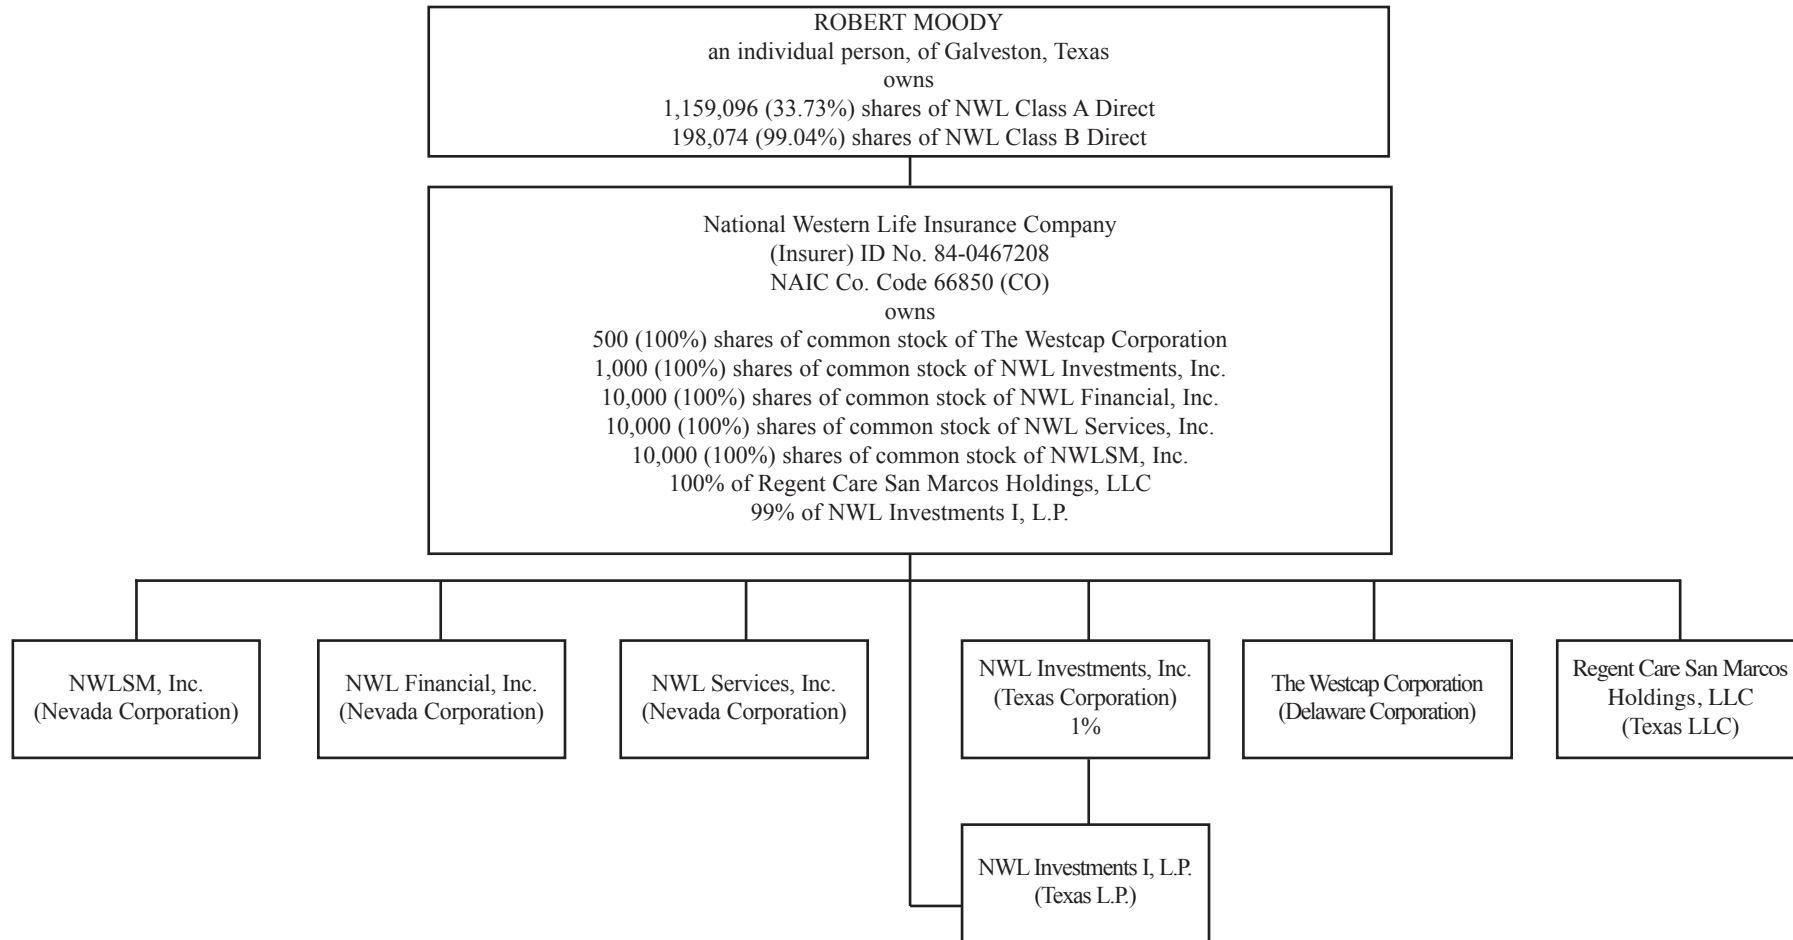 ROBERT MOODY
an individual person, of Galveston, Texas
owns
1,159,096 (33.73%) shares of NWL Class A Direct
198,074 (99.04%) shares of NWL Class B Direct
National Western Life Insurance Company
(Insurer) ID No. 84-0467208
NAIC Co. Code 66850 (CO)
owns
500 (100%) shares of common stock of The Westcap Corporation
1,000 (100%) shares of common stock of NWL Investments, Inc.
10,000 (100%) shares of common stock of NWL Financial, Inc.
10,000 (100%) shares of common stock of NWL Services, Inc.
10,000 (100%) shares of common stock of NWLSM, Inc.
100% of Regent Care San Marcos Holdings, LLC
99% of NWL Investments I, L.P.
NWLSM, Inc.
(Nevada Corporation)
NWL Financial, Inc.
(Nevada Corporation)
NWL Services, Inc.
(Nevada Corporation)
NWL Investments, Inc.
(Texas Corporation)
1%
The Westcap Corporation
(Delaware Corporation)
Regent Care San Marcos
Holdings, LLC
(Texas LLC)
NWL Investments I, L.P.
(Texas L.P.)